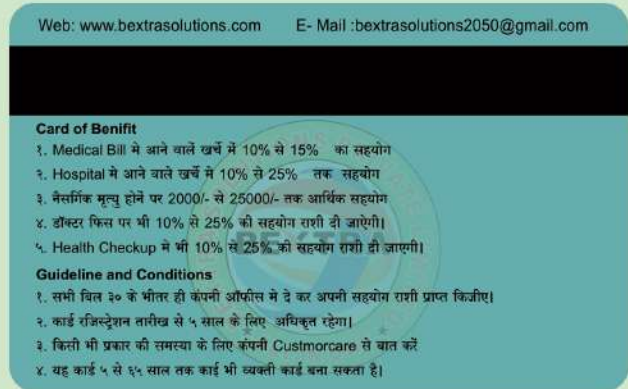 Web: www.bextrasolutions.com E- Mail :bextrasolutions2050@gmail.com
Card of Benifit
१. Medical Bill मे आने वालें खर्चे में 10% से 15% का सहयोग
२. Hospital मे आने वाले खर्चे मे 10% से 25% तक सहयोग
३. नैसर्गिक मृत्यु होनें पर 2000/- से 25000/- तक आर्थिक सहयोग
४. डॉक्टर फिस पर भी 10% से 25% की सहयोग राशी दी जाऐगी।
५. Health Checkup मे भी 10% से 25% की सहयोग राशी दी जाएगी।
BEXTRA
Guideline and Conditions
१. सभी बिल ३० के भीतर ही कंपनी ऑफीस मे दे कर अपनी सहयोग राशी प्राप्त किजीए।
२. कार्ड रजिस्ट्रेशन तारीख से ५ साल के लिए अधिकृत रहेगा।
३. किसी भी प्रकार की समस्या के लिए कंपनी Custmorcare से बात करें
४. यह कार्ड ५ से ६५ साल तक काई भी व्यक्ती कार्ड बना सकता है।